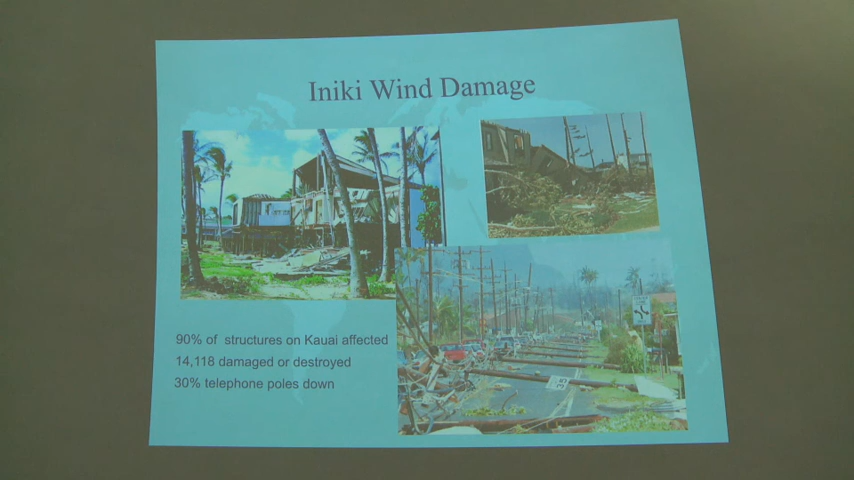 Iniki Wind Damage
90% of structures on Kauai affected
14,118 damaged or destroyed
30% telephone poles down